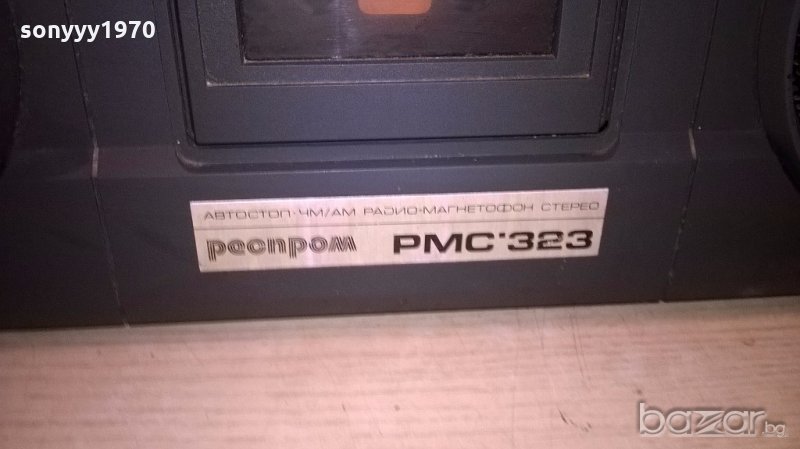 sonyyy1970
АВТОСТОП·ЧМ/АМ РАДИО-МАГНЕТОФОН СТЕРЕО
респром РМС·323
bazar.bg